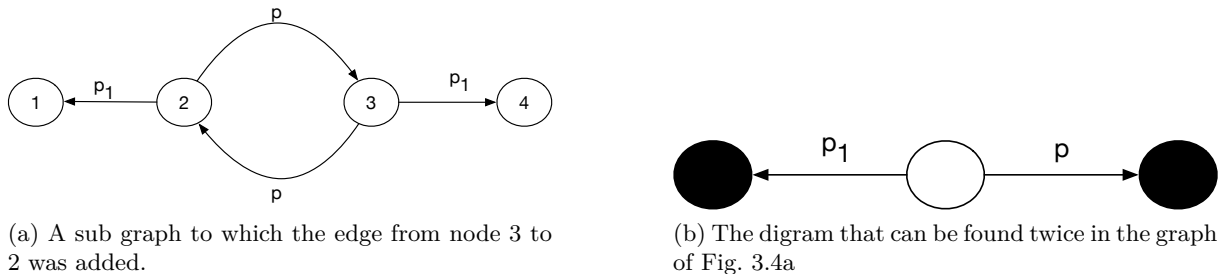 p
p1
1
2
3
p1
4
p
(a) A sub graph to which the edge from node 3 to
2 was added.
p1
p
(b) The digram that can be found twice in the graph
of Fig. 3.4a